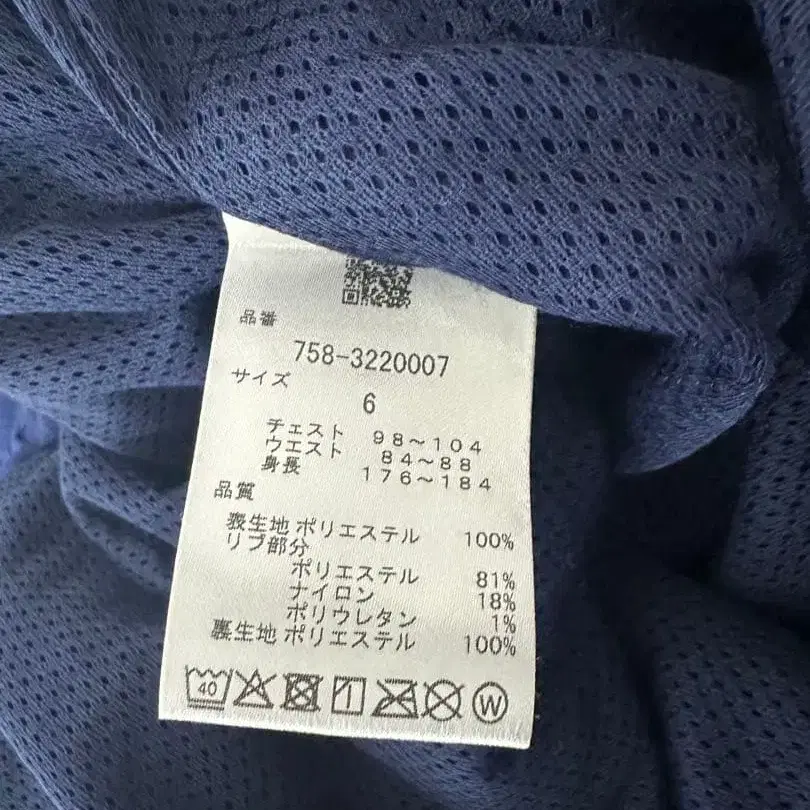 品番
758-3220007
サイズ
6
チェスト 98～104
ウエスト 84～88
身長 176～184
品質
表生地 ポリエステル 100%
リブ部分
ポリエステル 81%
ナイロン 18%
ポリウレタン 1%
裏生地 ポリエステル 100%
40 W